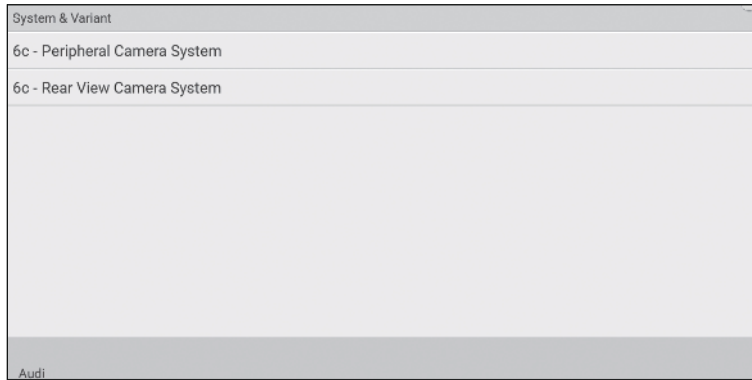 System & Variant
6c - Peripheral Camera System
6c - Rear View Camera System
Audi